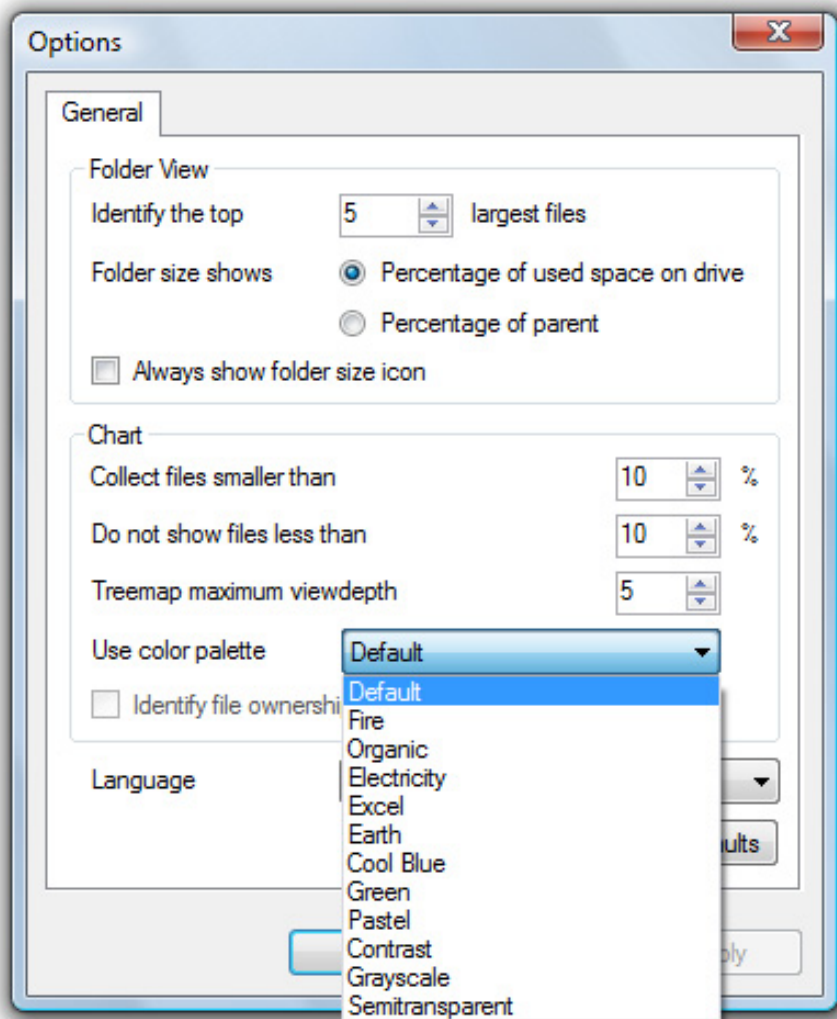 Options
General
Folder View
Identify the top 5 largest files
Folder size shows Percentage of used space on drive
Percentage of parent
Always show folder size icon
Chart
Collect files smaller than 10 %
Do not show files less than 10 %
Treemap maximum viewdepth 5
Use color palette Default
Default
Identify file
Fire
Organic
Language
Electricity
Excel
Earth
Cool Blue
Green
Pastel
Contrast
Grayscale
Semitransparent